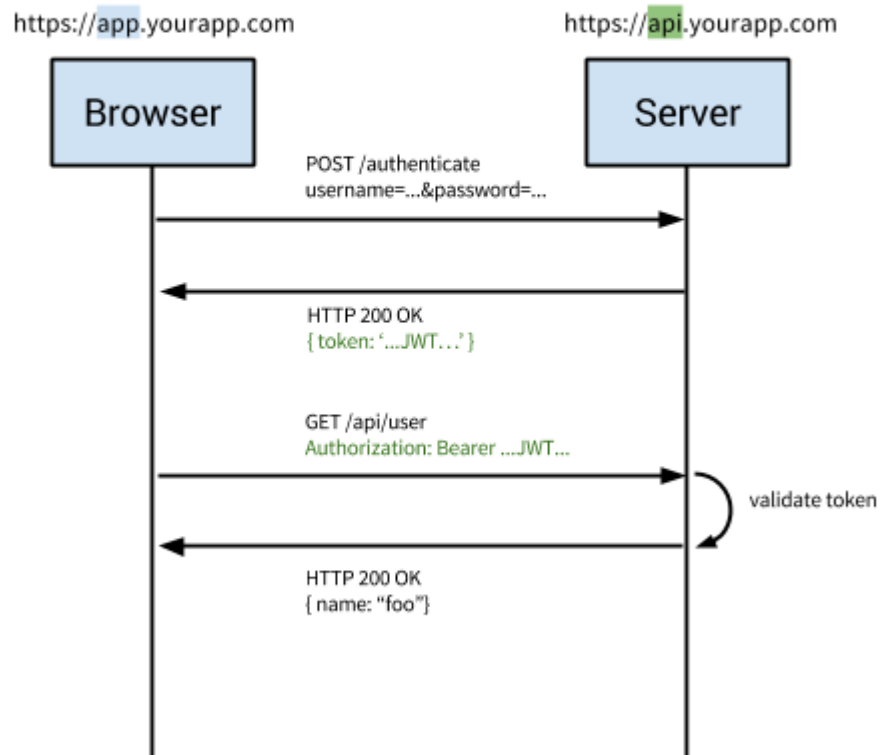 https://app.yourapp.com
https://api.yourapp.com
Browser
Server
POST /authenticate
username=...&password=...
HTTP 200 OK
{ token: ‘...JWT...’ }
GET /api/user
Authorization: Bearer ...JWT...
validate token
HTTP 200 OK
{ name: “foo”}